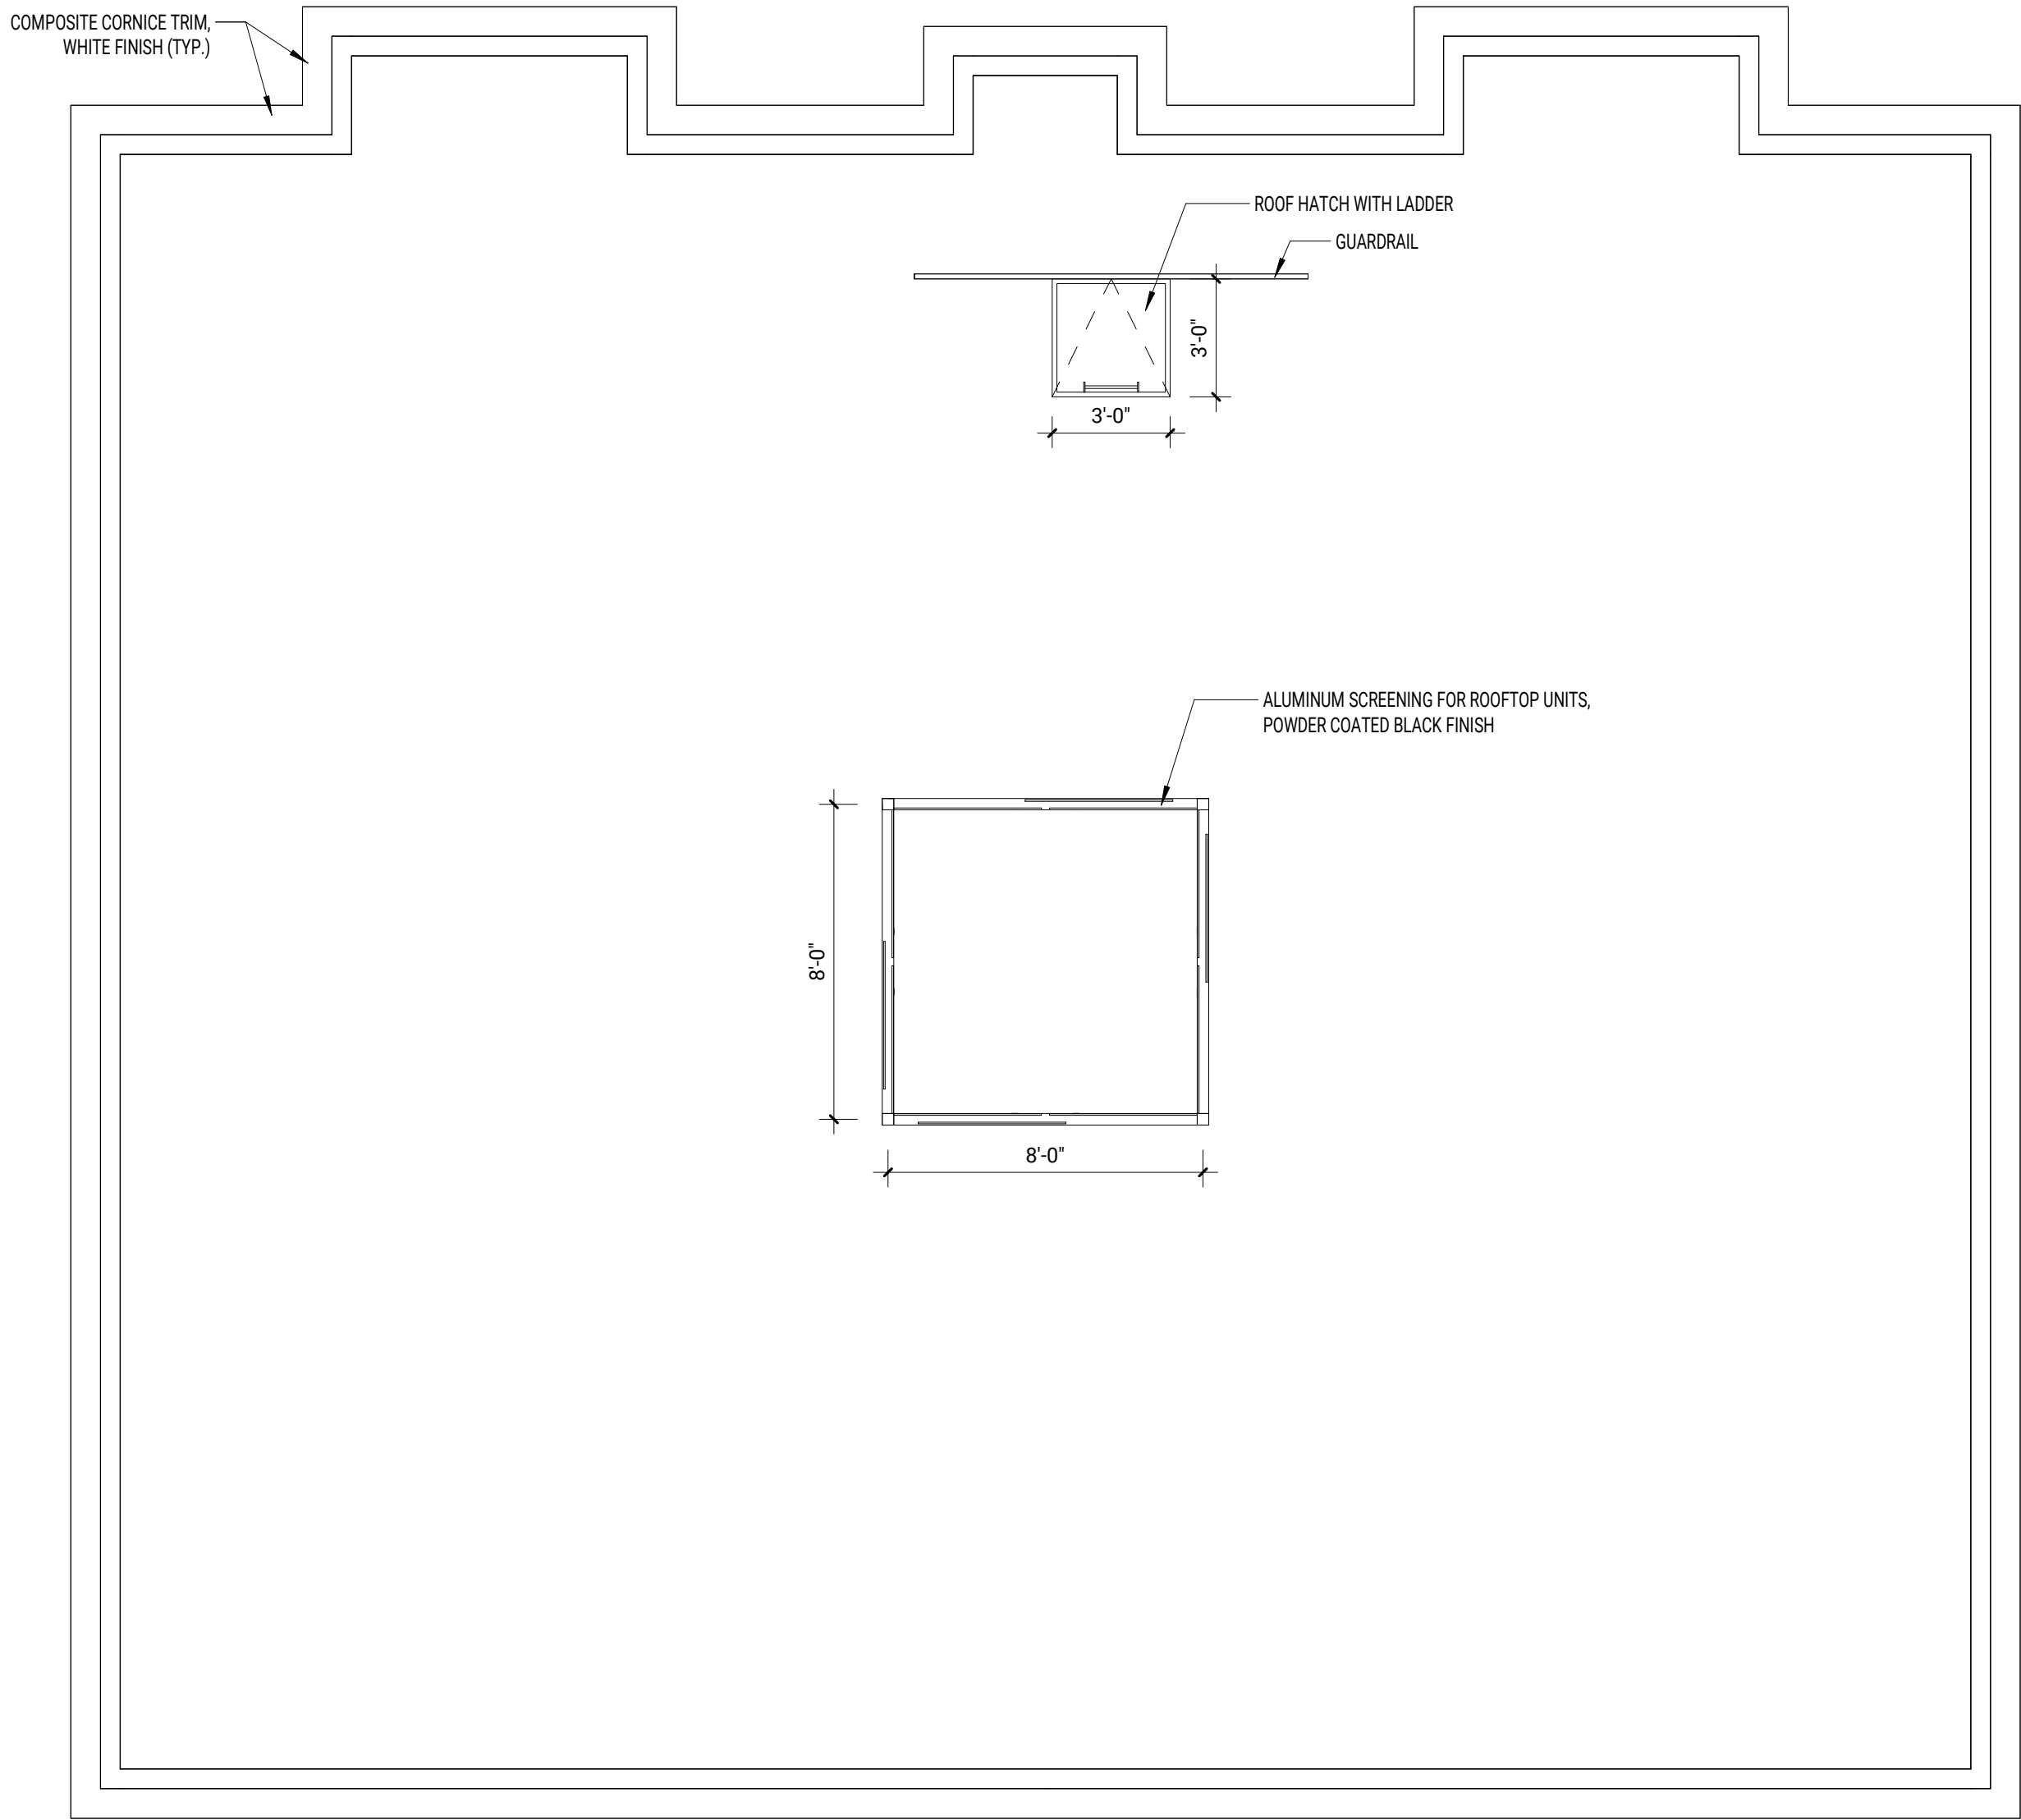 COMPOSITE CORNICE TRIM,
WHITE FINISH (TYP.)
ROOF HATCH WITH LADDER
GUARDRAIL
3'-0"
3'-0"
ALUMINUM SCREENING FOR ROOFTOP UNITS,
POWDER COATED BLACK FINISH
8'-0"
8'-0"